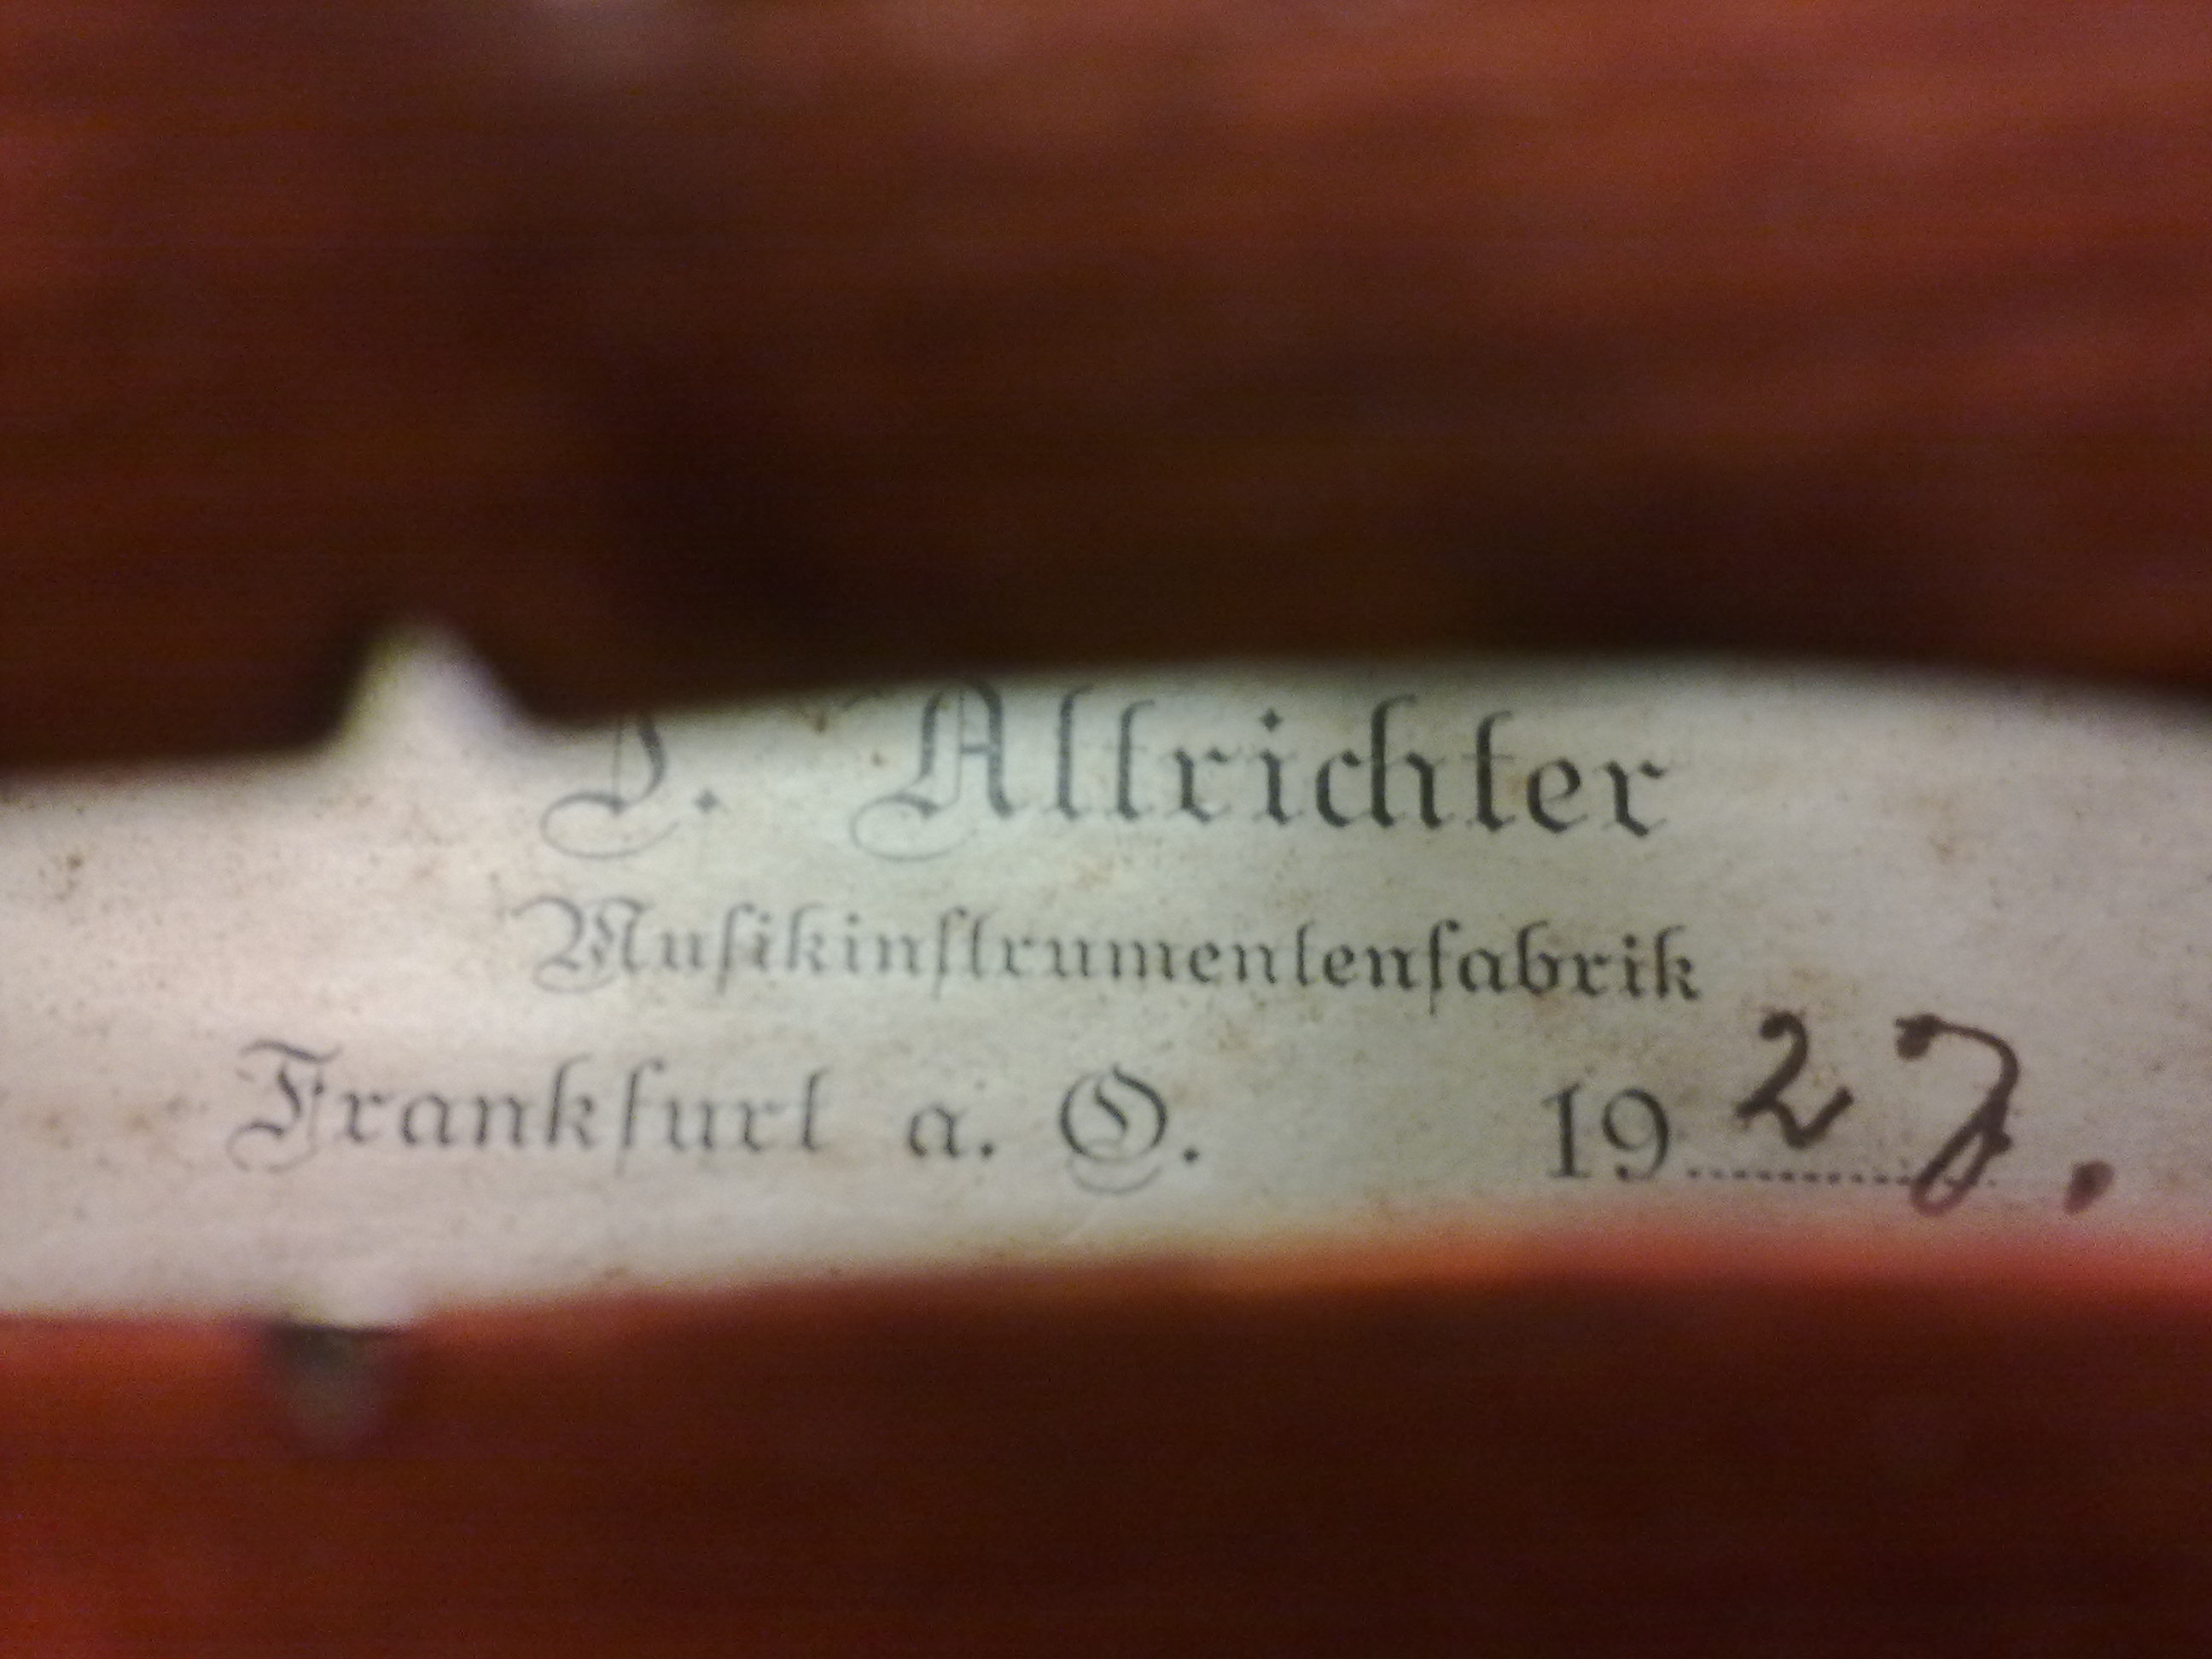 J. Altrichter
Musikinstrumentenfabrik
Frankfurt a. O. 1927.